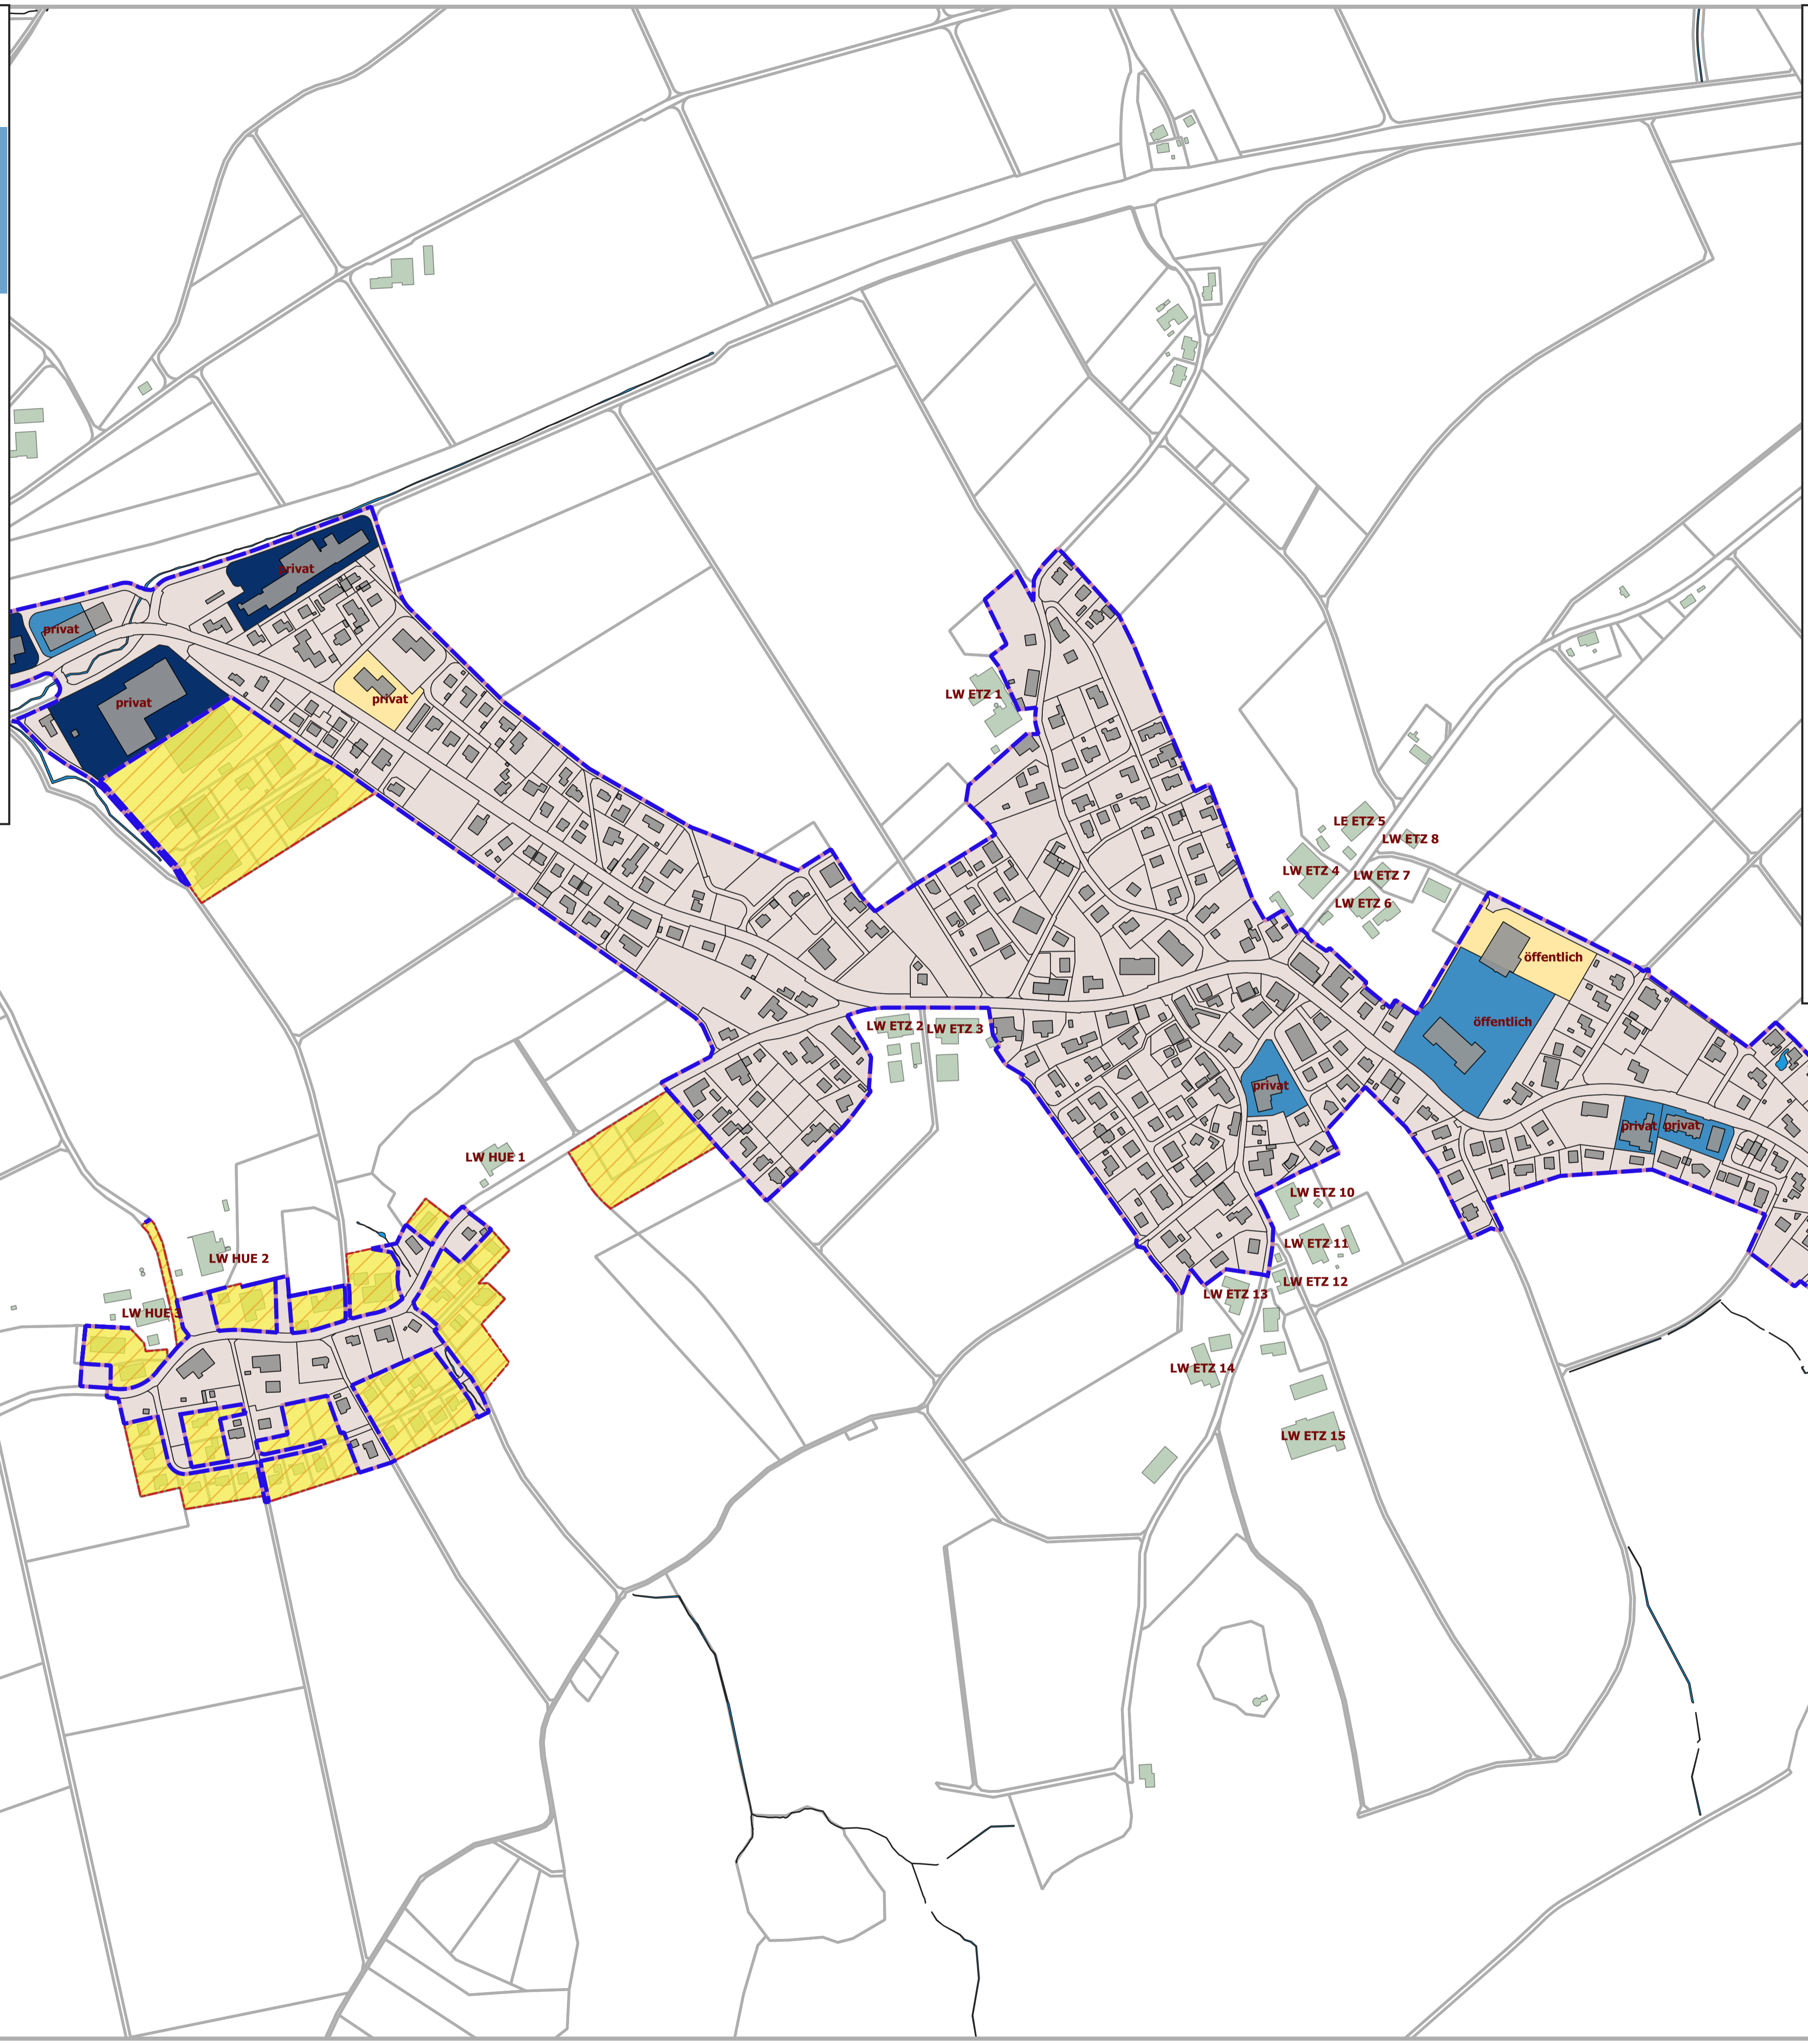 privat
privat
privat
privat
LW ETZ 1
LE ETZ 5
LW ETZ 8
LW ETZ 4
LW ETZ 7
LW ETZ 6
öffentlich
öffentlich
LW ETZ 2
LW ETZ 3
privat
privat
privat
LW HUE 1
LW ETZ 10
LW ETZ 11
LW HUE 2
LW ETZ 12
LW ETZ 13
LW HUE 3
LW ETZ 14
LW ETZ 15